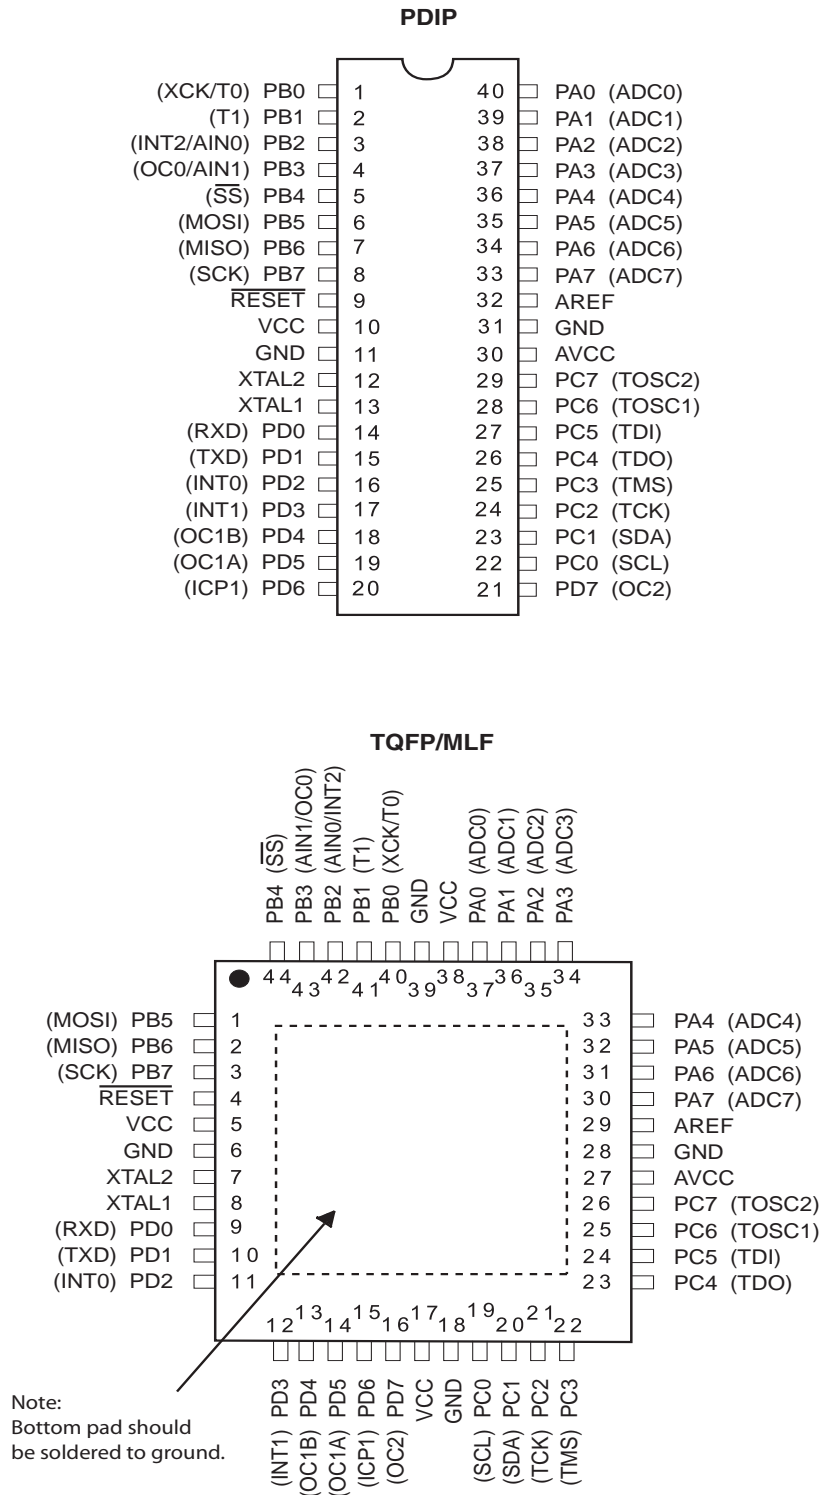 PDIP
(XCK/T0) PB0 1 40 PA0 (ADC0)
(T1) PB1 2 39 PA1 (ADC1)
(INT2/AIN0) PB2 3 38 PA2 (ADC2)
(OC0/AIN1) PB3 4 37 PA3 (ADC3)
(S̅S̅) PB4 5 36 PA4 (ADC4)
(MOSI) PB5 6 35 PA5 (ADC5)
(MISO) PB6 7 34 PA6 (ADC6)
(SCK) PB7 8 33 PA7 (ADC7)
R̅E̅S̅E̅T̅ 9 32 AREF
VCC 10 31 GND
GND 11 30 AVCC
XTAL2 12 29 PC7 (TOSC2)
XTAL1 13 28 PC6 (TOSC1)
(RXD) PD0 14 27 PC5 (TDI)
(TXD) PD1 15 26 PC4 (TDO)
(INT0) PD2 16 25 PC3 (TMS)
(INT1) PD3 17 24 PC2 (TCK)
(OC1B) PD4 18 23 PC1 (SDA)
(OC1A) PD5 19 22 PC0 (SCL)
(ICP1) PD6 20 21 PD7 (OC2)
TQFP/MLF
PB4 (S̅S̅)
PB3 (AIN1/OC0)
PB2 (AIN0/INT2)
PB1 (T1)
PB0 (XCK/T0)
GND
VCC
PA0 (ADC0)
PA1 (ADC1)
PA2 (ADC2)
PA3 (ADC3)
44 43 42 41 40 39 38 37 36 35 34
(MOSI) PB5 1 33 PA4 (ADC4)
(MISO) PB6 2 32 PA5 (ADC5)
(SCK) PB7 3 31 PA6 (ADC6)
R̅E̅S̅E̅T̅ 4 30 PA7 (ADC7)
VCC 5 29 AREF
GND 6 28 GND
XTAL2 7 27 AVCC
XTAL1 8 26 PC7 (TOSC2)
(RXD) PD0 9 25 PC6 (TOSC1)
(TXD) PD1 10 24 PC5 (TDI)
(INT0) PD2 11 23 PC4 (TDO)
12 13 14 15 16 17 18 19 20 21 22
(INT1) PD3
(OC1B) PD4
(OC1A) PD5
(ICP1) PD6
(OC2) PD7
VCC
GND
(SCL) PC0
(SDA) PC1
(TCK) PC2
(TMS) PC3
Note:
Bottom pad should
be soldered to ground.